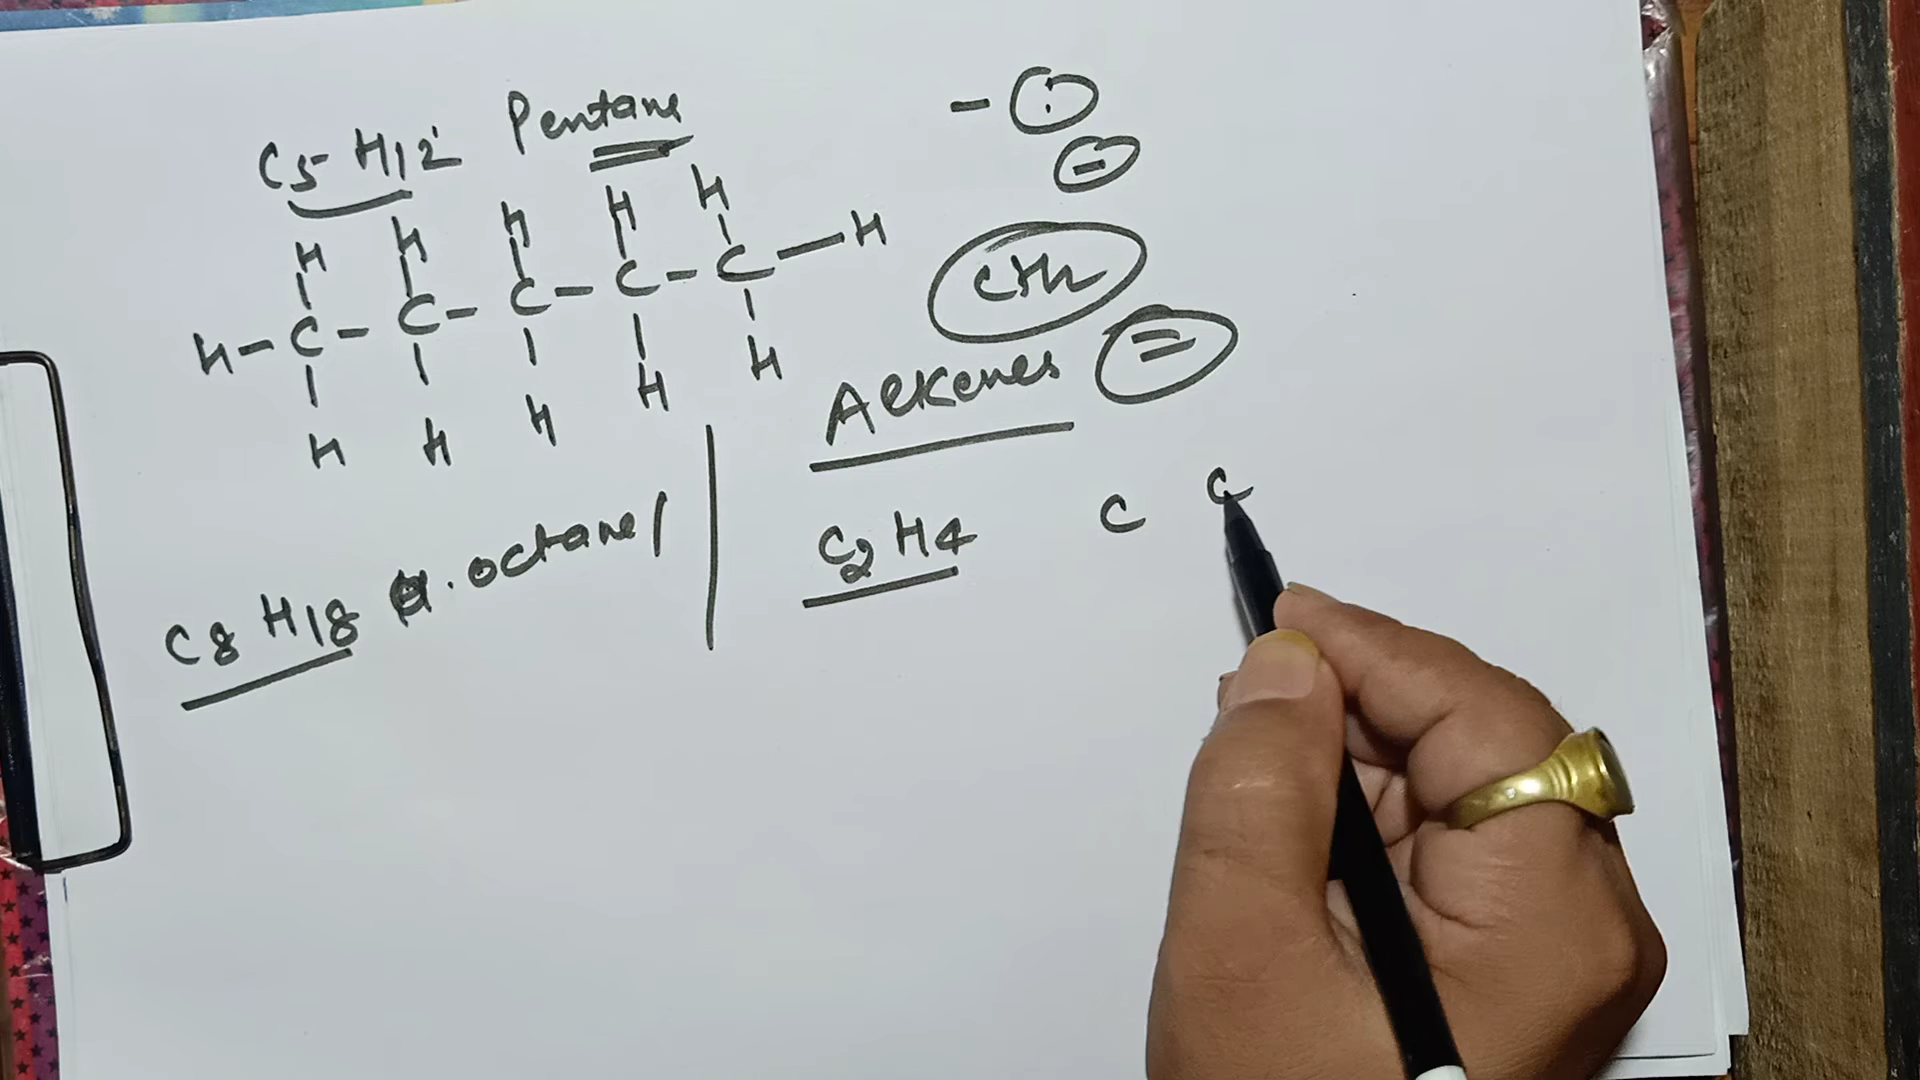 C5 H12 Pentane
H H H H H
H-C-C-C-C-C-H
H H H H H
C8 H18 octane
Alkenes =
C2 H4
C C